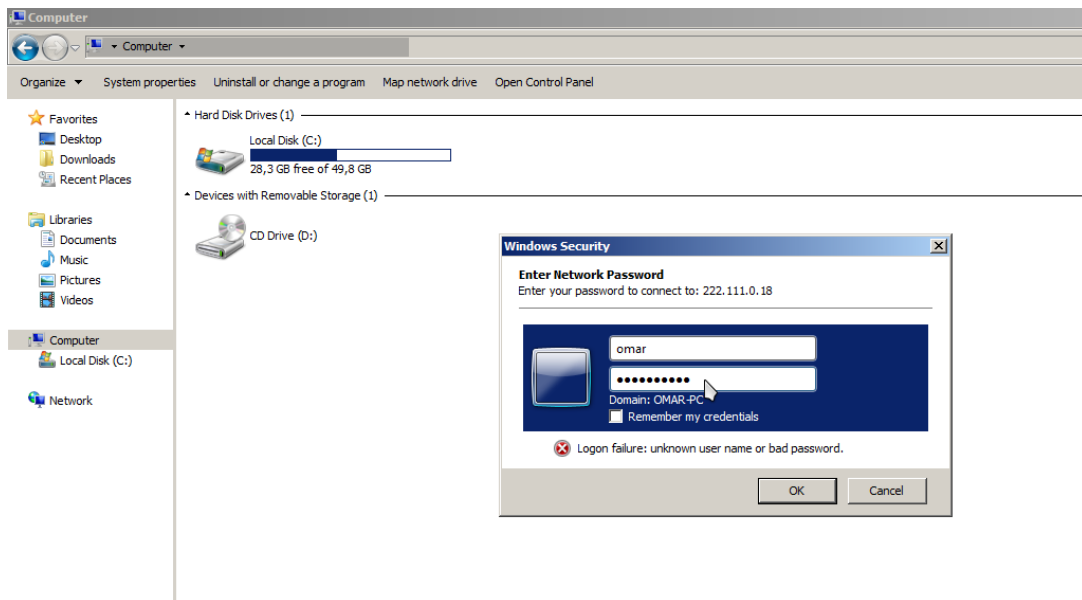 Computer
Computer
Organize System properties Uninstall or change a program Map network drive Open Control Panel
Favorites
Desktop
Downloads
Recent Places
Libraries
Documents
Music
Pictures
Videos
Computer
Local Disk (C:)
Network
Hard Disk Drives (1)
Local Disk (C:)
28,3 GB free of 49,8 GB
Devices with Removable Storage (1)
CD Drive (D:)
Windows Security
Enter Network Password
Enter your password to connect to: 222.111.0.18
omar
••••••••••
Domain: OMAR-PC
Remember my credentials
Logon failure: unknown user name or bad password.
OK Cancel